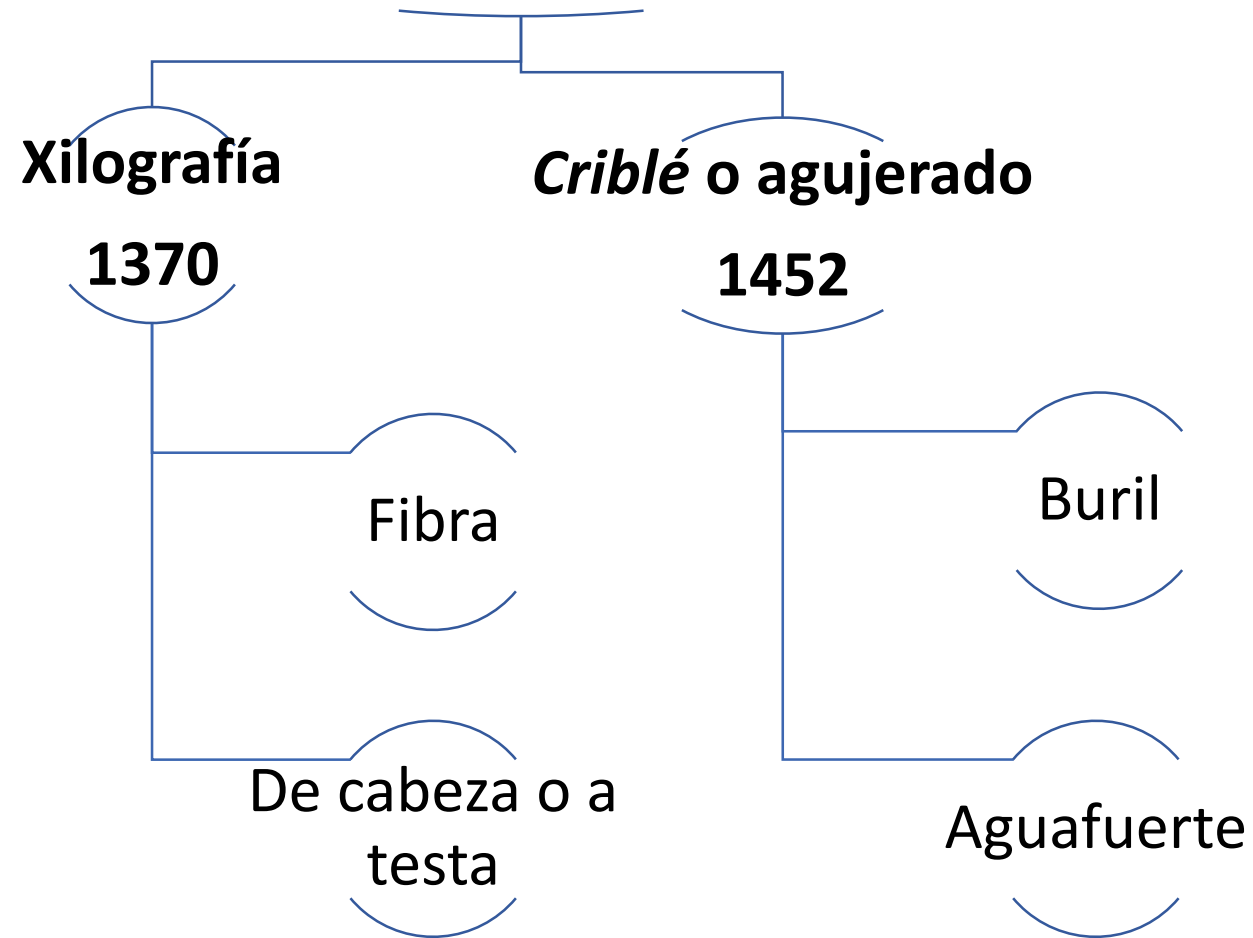 Xilografía
1370
Criblé o agujerado
1452
Fibra
De cabeza o a
testa
Buril
Aguafuerte